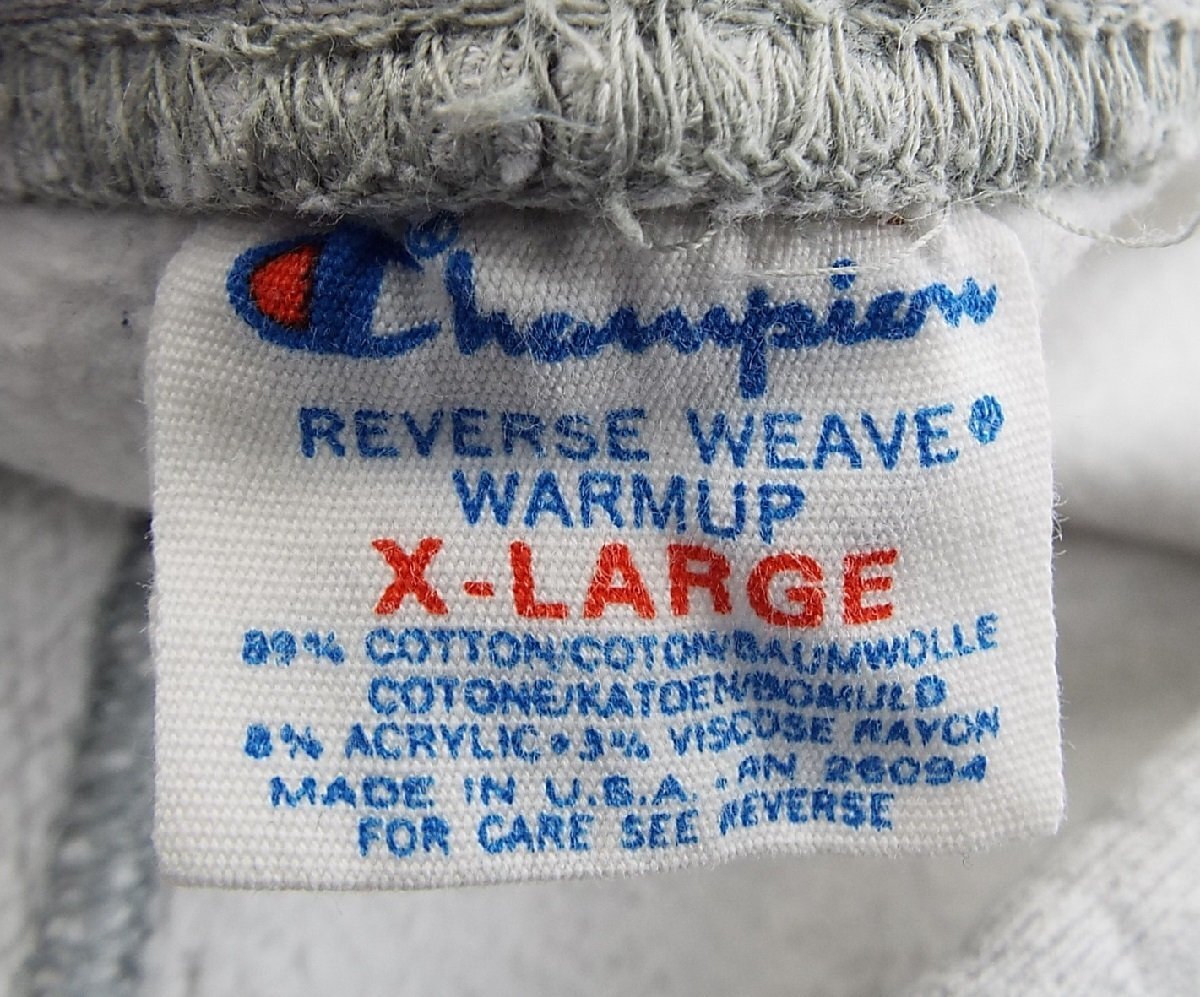 Champion®
REVERSE WEAVE®
WARMUP
X-LARGE
89% COTTON/COTON/BAUMWOLLE
COTONE/KATOEN/BOMULD
8% ACRYLIC • 3% VISCOSE RAYON
MADE IN U.S.A. . AN 26094
FOR CARE SEE REVERSE